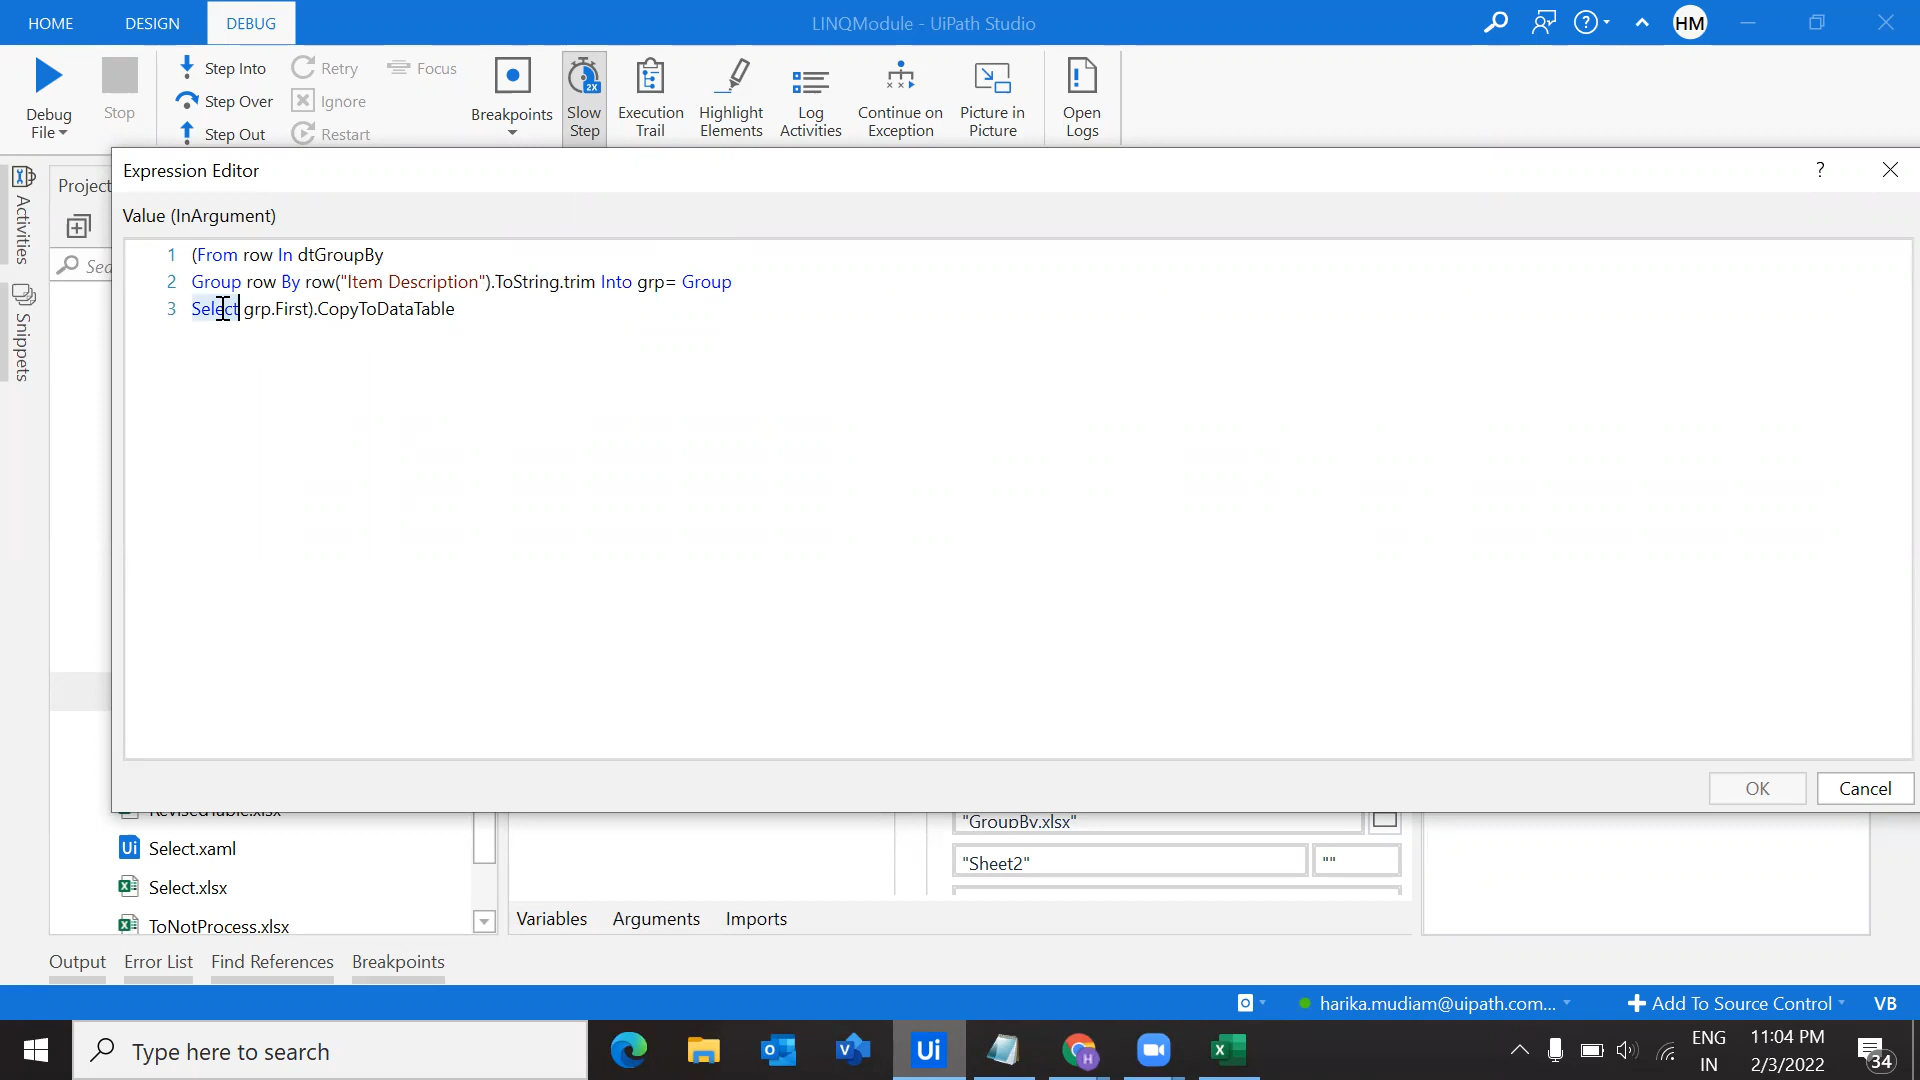 HOME DESIGN DEBUG LINQModule - UiPath Studio HM
Debug File
Stop
Step Into
Step Over
Step Out
Retry
Ignore
Restart
Focus
Breakpoints
Slow Step
Execution Trail
Highlight Elements
Log Activities
Continue on Exception
Picture in Picture
Open Logs
Activities
Snippets
Project
Sea
Expression Editor ?
Value (InArgument)
1 (From row In dtGroupBy
2 Group row By row("Item Description").ToString.trim Into grp= Group
3 Select grp.First).CopyToDataTable
OK Cancel
RevisedTable.xlsx
Select.xaml
Select.xlsx
ToNotProcess.xlsx
"GroupBy.xlsx"
"Sheet2" ""
Variables Arguments Imports
Output Error List Find References Breakpoints
harika.mudiam@uipath.com... Add To Source Control VB
Type here to search
ENG
IN
11:04 PM
2/3/2022
34